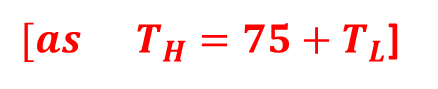 [as T_H = 75 + T_L]